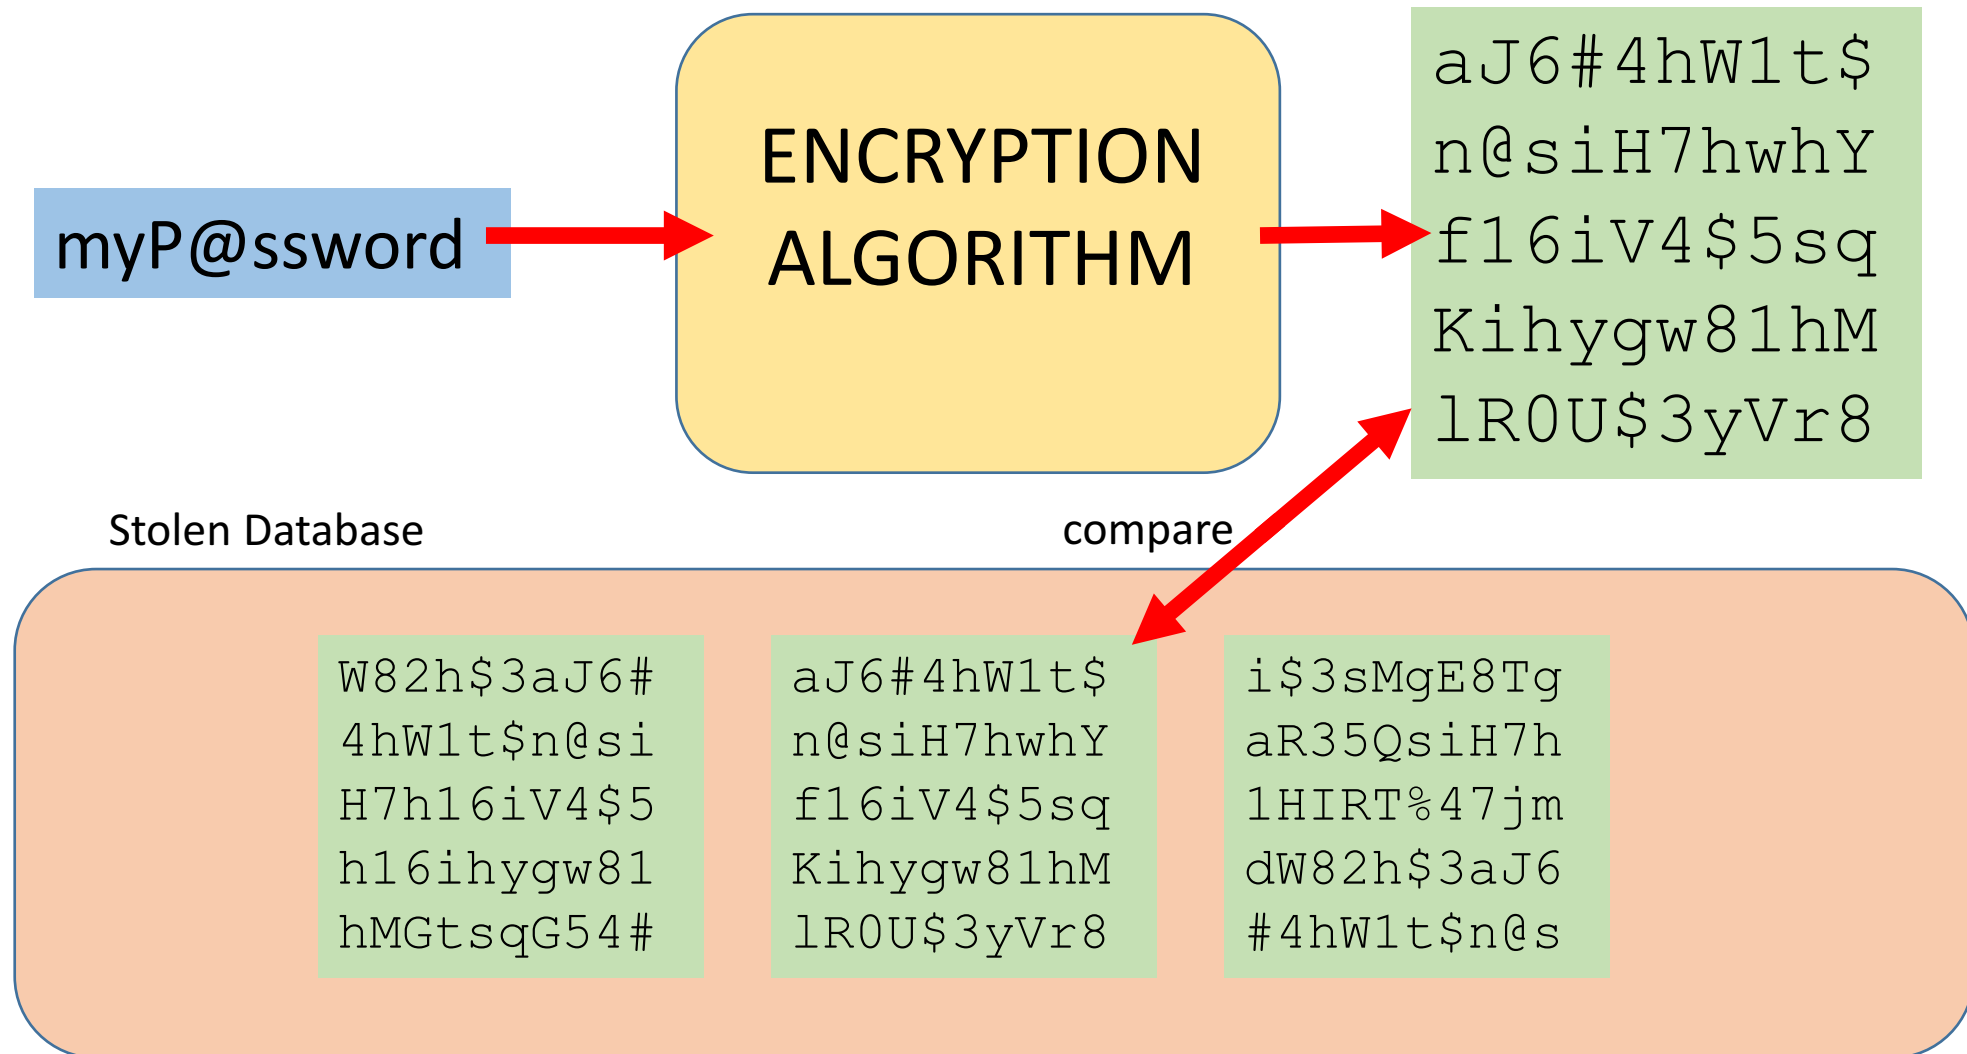 myP@ssword
ENCRYPTION
ALGORITHM
aJ6#4hW1t$
n@siH7hwhY
f16iV4$5sq
Kihygw81hM
lR0U$3yVr8
Stolen Database
compare
W82h$3aJ6#
4hW1t$n@si
H7h16iV4$5
h16ihygw81
hMGtsqG54#
aJ6#4hW1t$
n@siH7hwhY
f16iV4$5sq
Kihygw81hM
lR0U$3yVr8
i$3sMgE8Tg
aR35QsiH7h
1HIRT%47jm
dW82h$3aJ6
#4hW1t$n@s